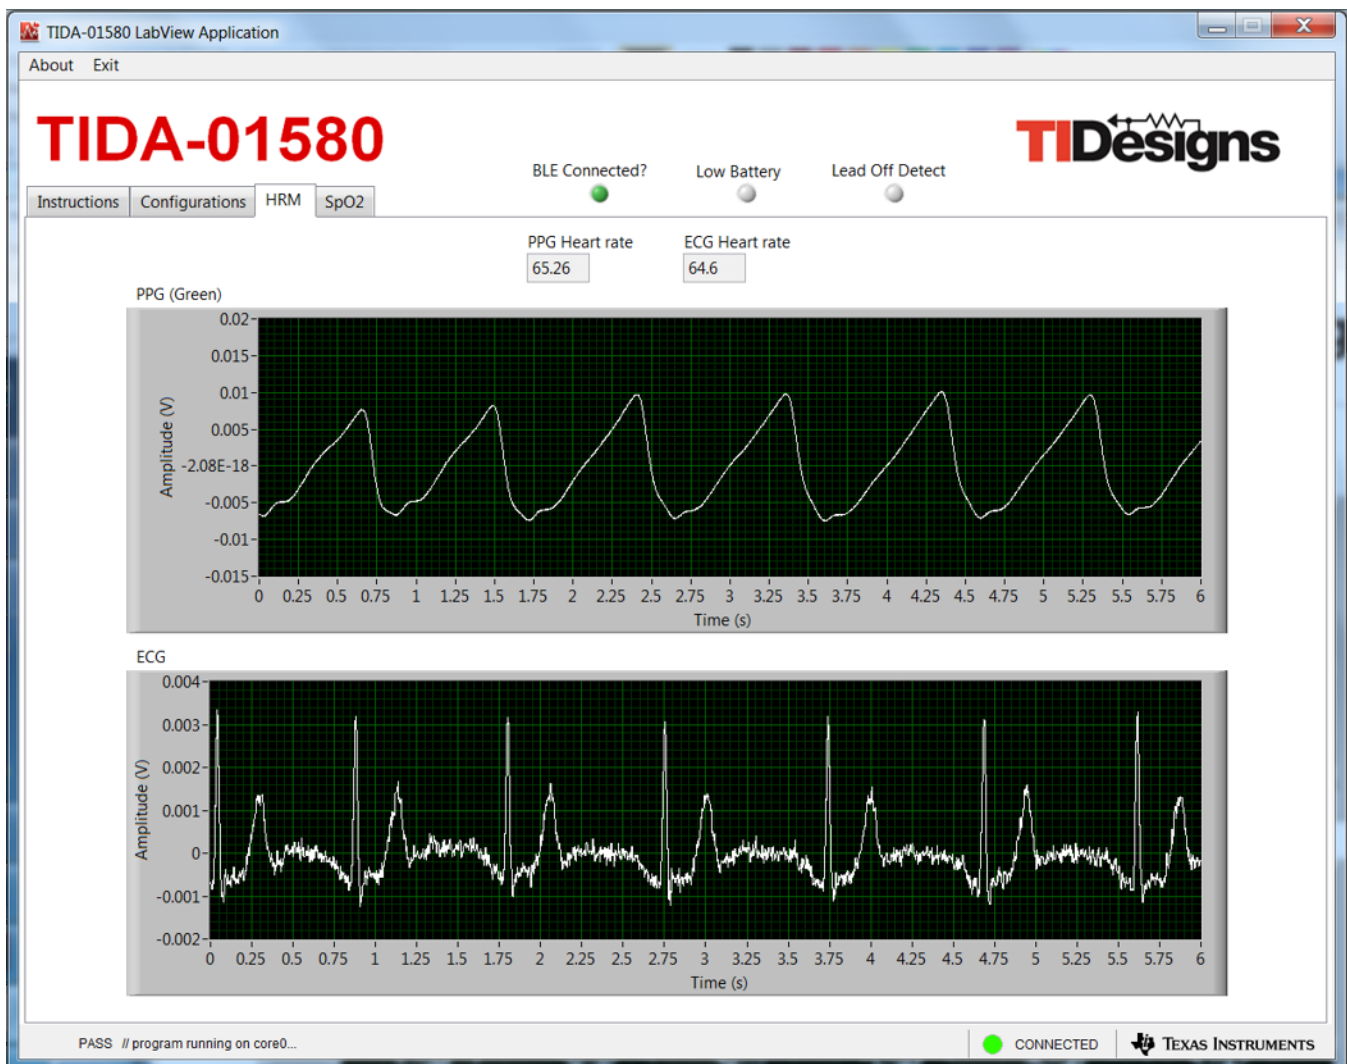 TIDA-01580 LabView Application
About Exit
TIDA-01580
TIDesigns
BLE Connected? Low Battery Lead Off Detect
Instructions Configurations HRM SpO2
PPG Heart rate ECG Heart rate
65.26 64.6
PPG (Green)
Amplitude (V)
0.02
0.015
0.01
0.005
-2.08E-18
-0.005
-0.01
-0.015
0 0.25 0.5 0.75 1 1.25 1.5 1.75 2 2.25 2.5 2.75 3 3.25 3.5 3.75 4 4.25 4.5 4.75 5 5.25 5.5 5.75 6
Time (s)
ECG
Amplitude (V)
0.004
0.003
0.002
0.001
0
-0.001
-0.002
0 0.25 0.5 0.75 1 1.25 1.5 1.75 2 2.25 2.5 2.75 3 3.25 3.5 3.75 4 4.25 4.5 4.75 5 5.25 5.5 5.75 6
Time (s)
PASS // program running on core0... CONNECTED TEXAS INSTRUMENTS